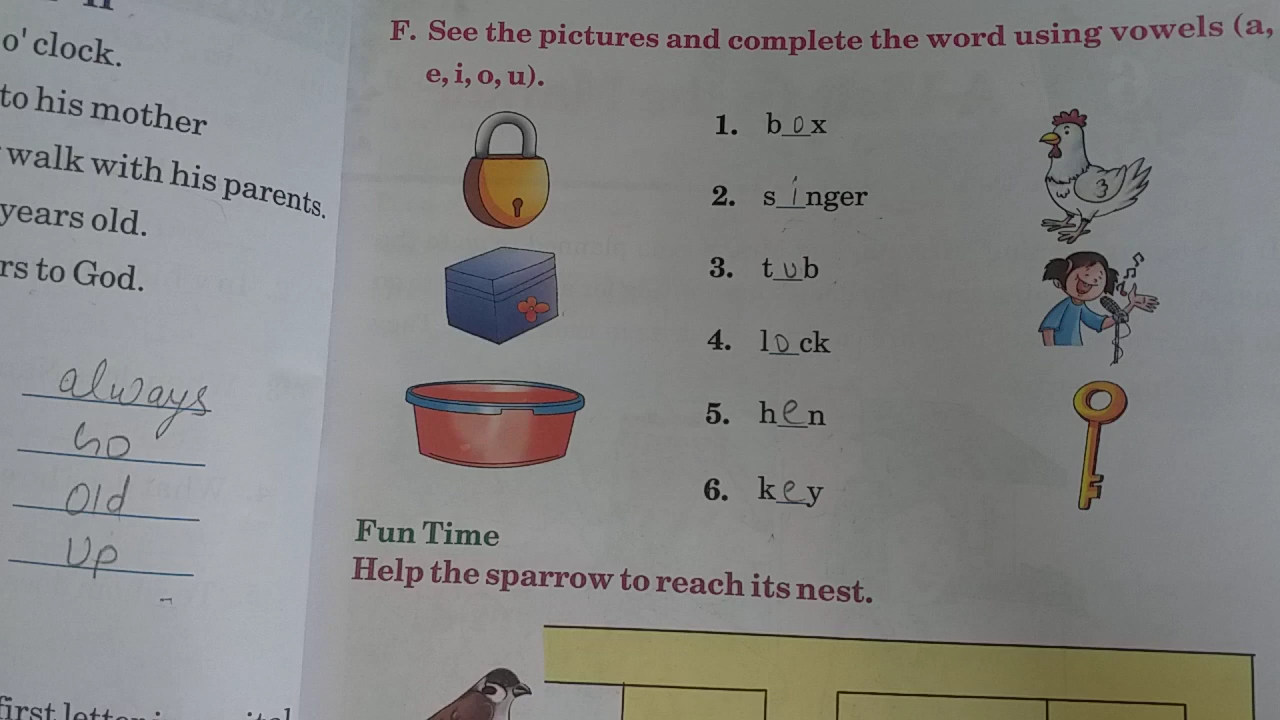 o' clock.
to his mother
walk with his parents.
years old.
rs to God.
always
so
old
up
F. See the pictures and complete the word using vowels (a,
e, i, o, u).
1. box
2. singer
3. tub
4. lock
5. hen
6. key
Fun Time
Help the sparrow to reach its nest.
first